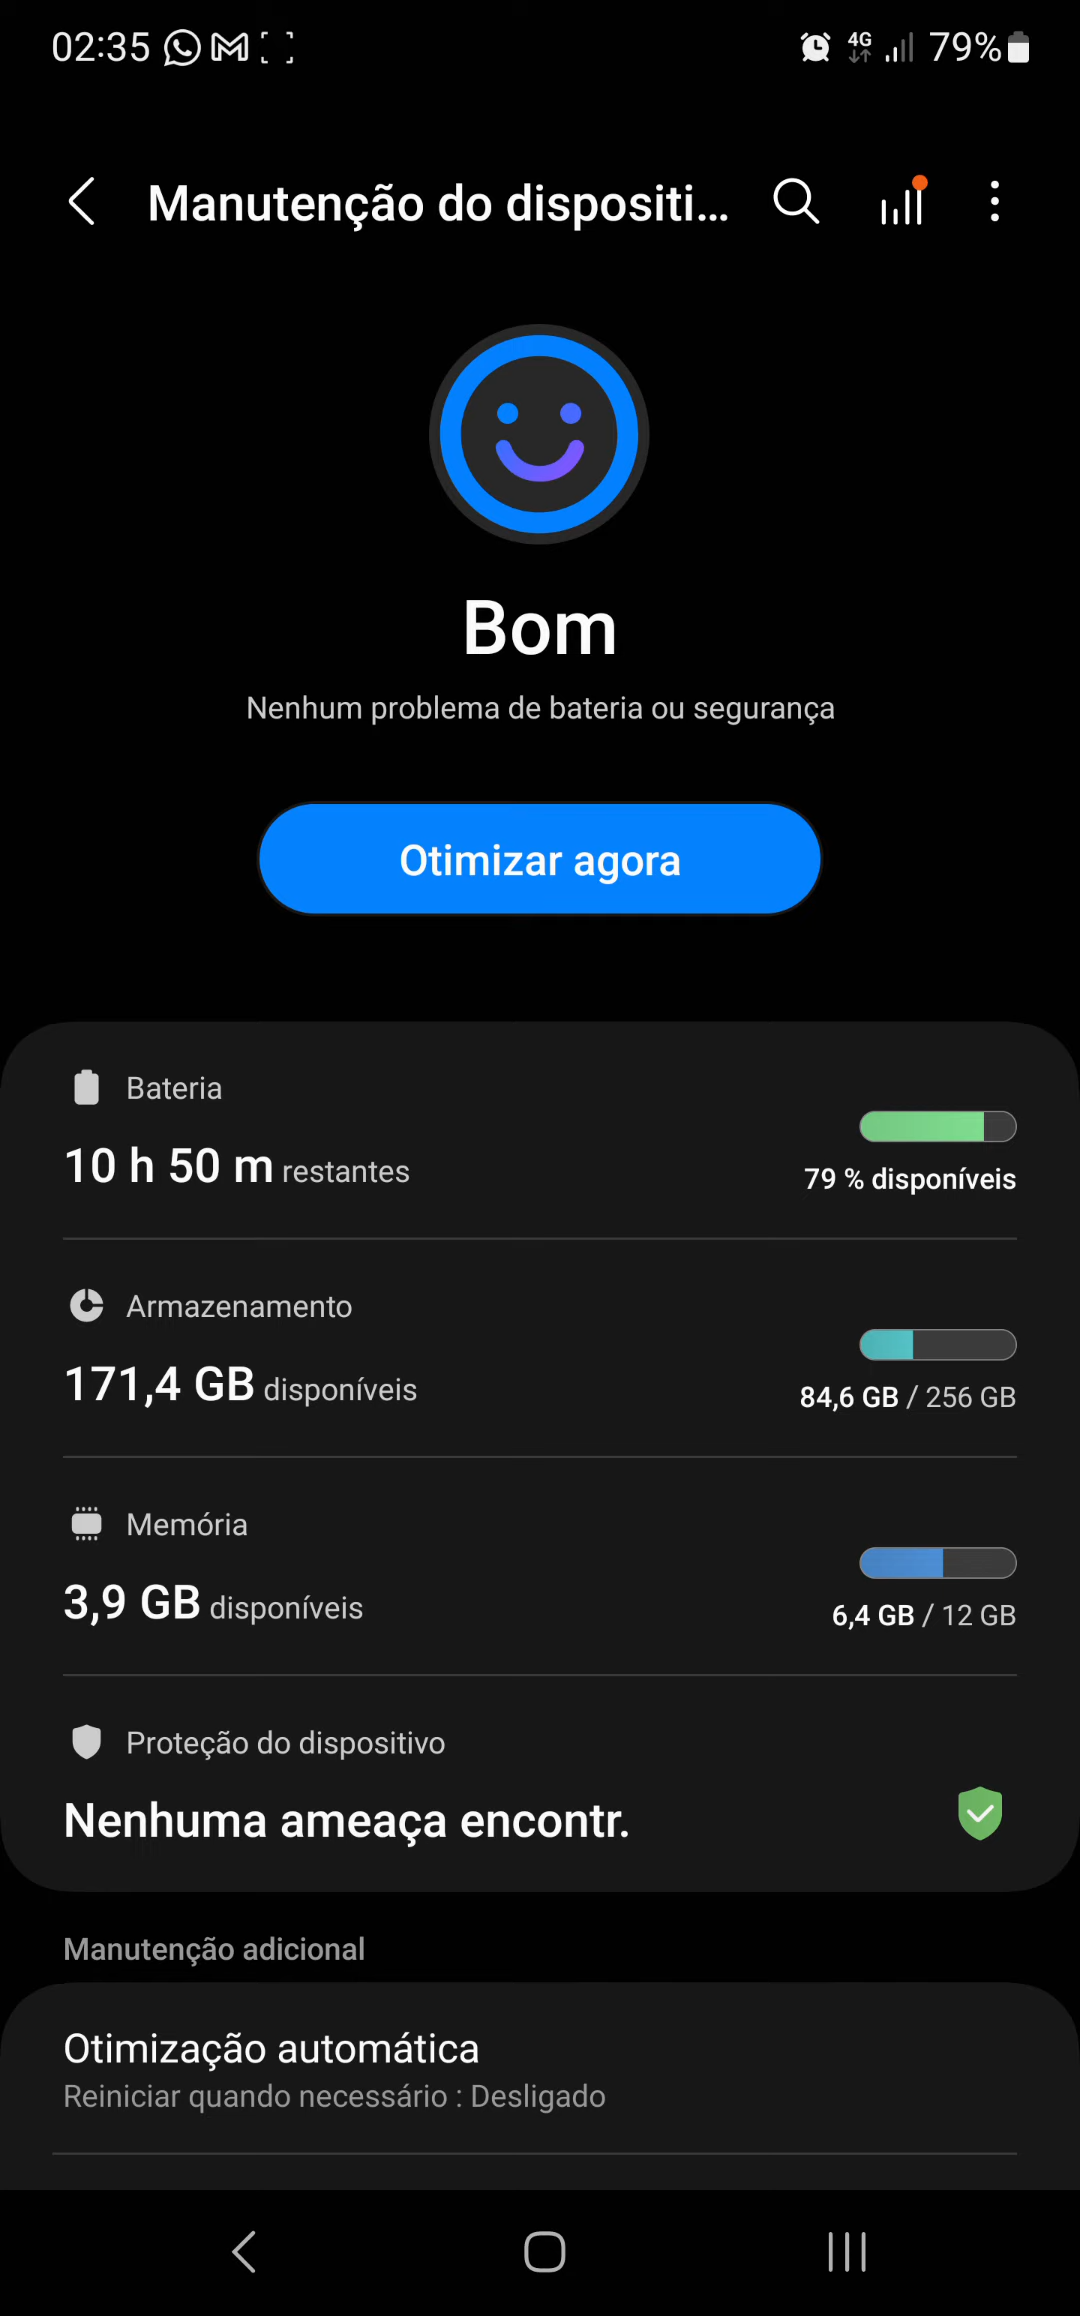 02:35
4G 79%
Manutenção do dispositi...
Bom
Nenhum problema de bateria ou segurança
Otimizar agora
Bateria
10 h 50 m restantes
79 % disponíveis
Armazenamento
171,4 GB disponíveis
84,6 GB / 256 GB
Memória
3,9 GB disponíveis
6,4 GB / 12 GB
Proteção do dispositivo
Nenhuma ameaça encontr.
Manutenção adicional
Otimização automática
Reiniciar quando necessário : Desligado